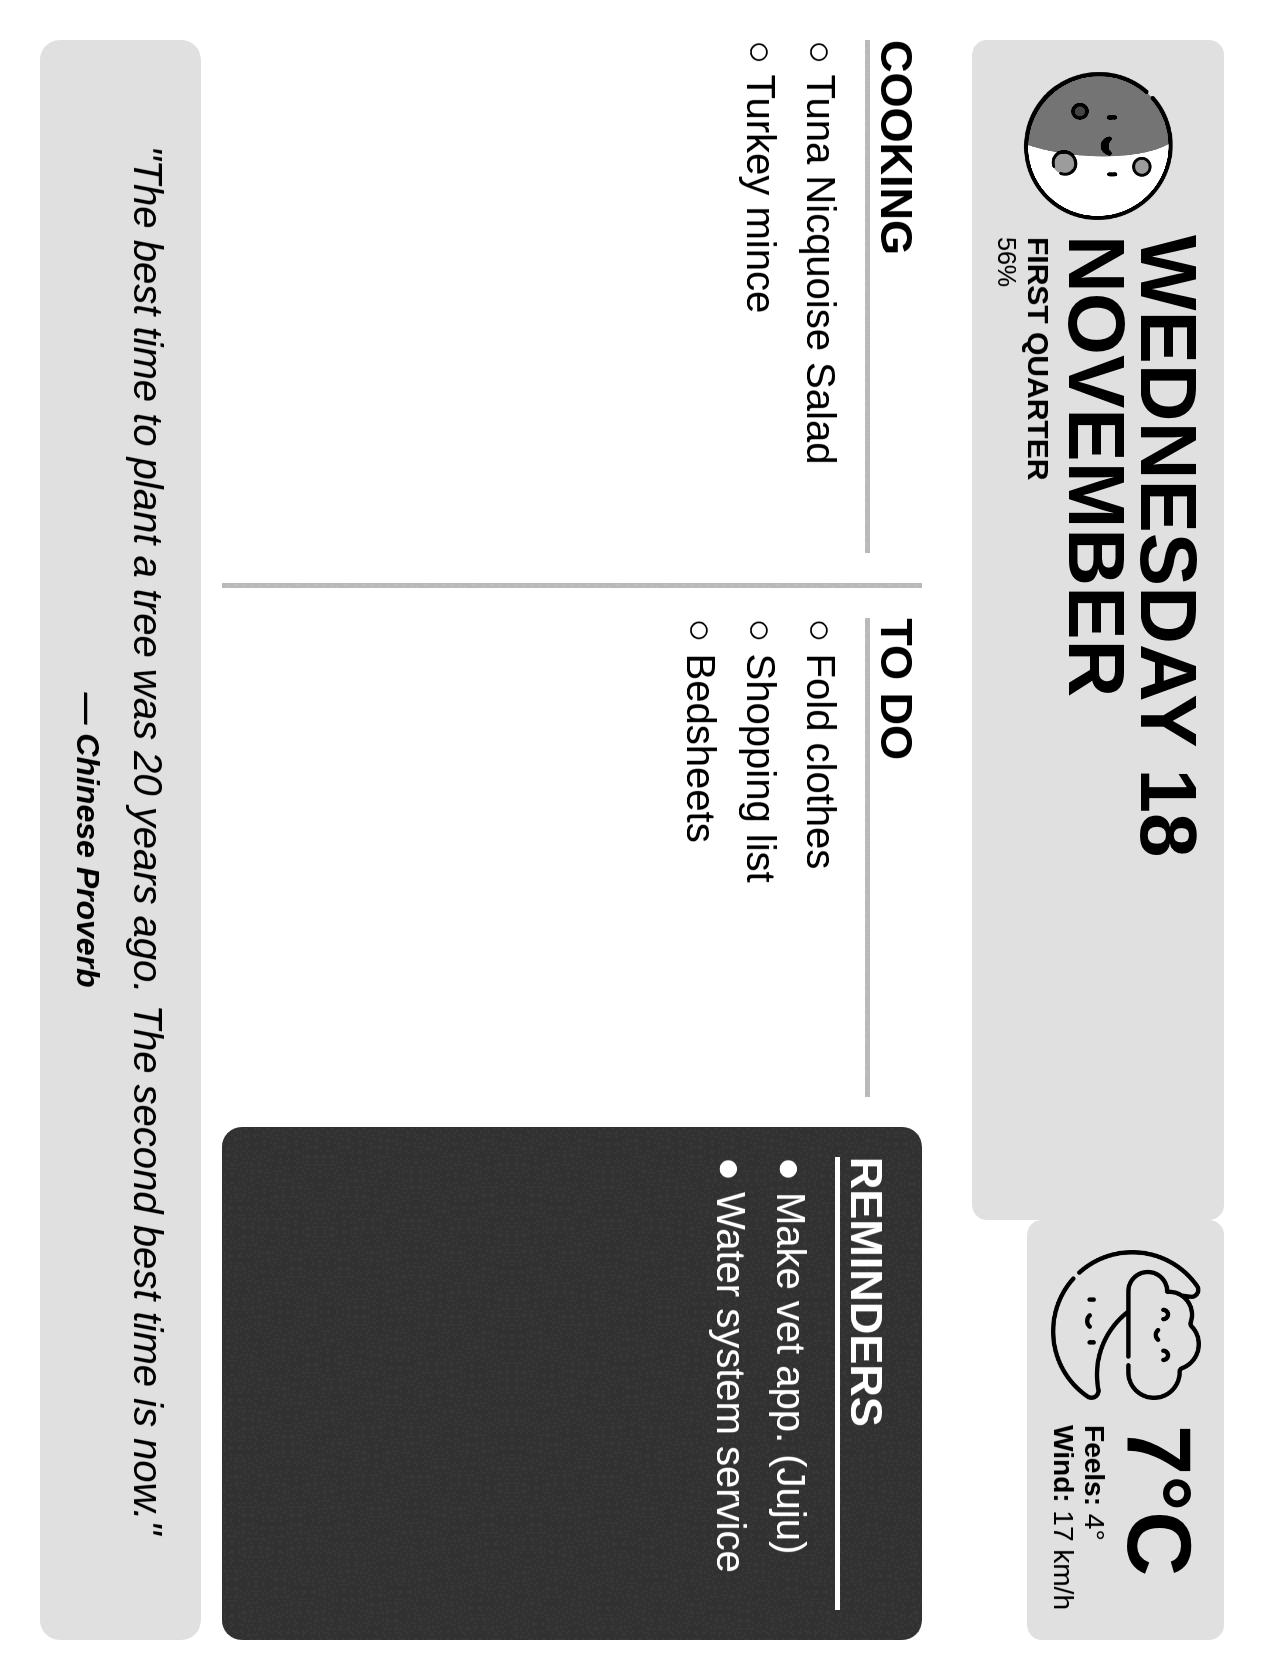 WEDNESDAY 18
NOVEMBER
FIRST QUARTER
56%
7°C
Feels: 4°
Wind: 17 km/h
COOKING
○ Tuna Nicquoise Salad
○ Turkey mince
TO DO
○ Fold clothes
○ Shopping list
○ Bedsheets
REMINDERS
● Make vet app. (Juju)
● Water system service
"The best time to plant a tree was 20 years ago. The second best time is now."
— Chinese Proverb